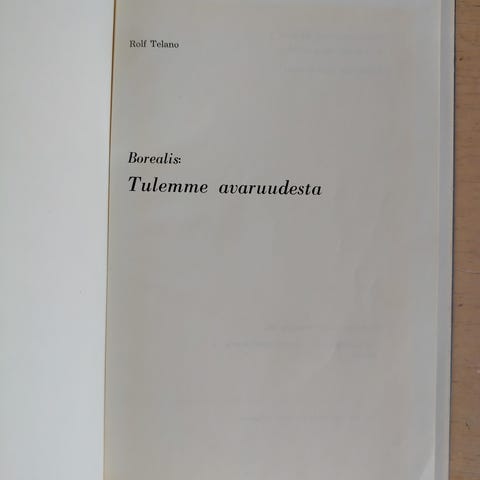 Rolf Telano
Borealis:
Tulemme avaruudesta